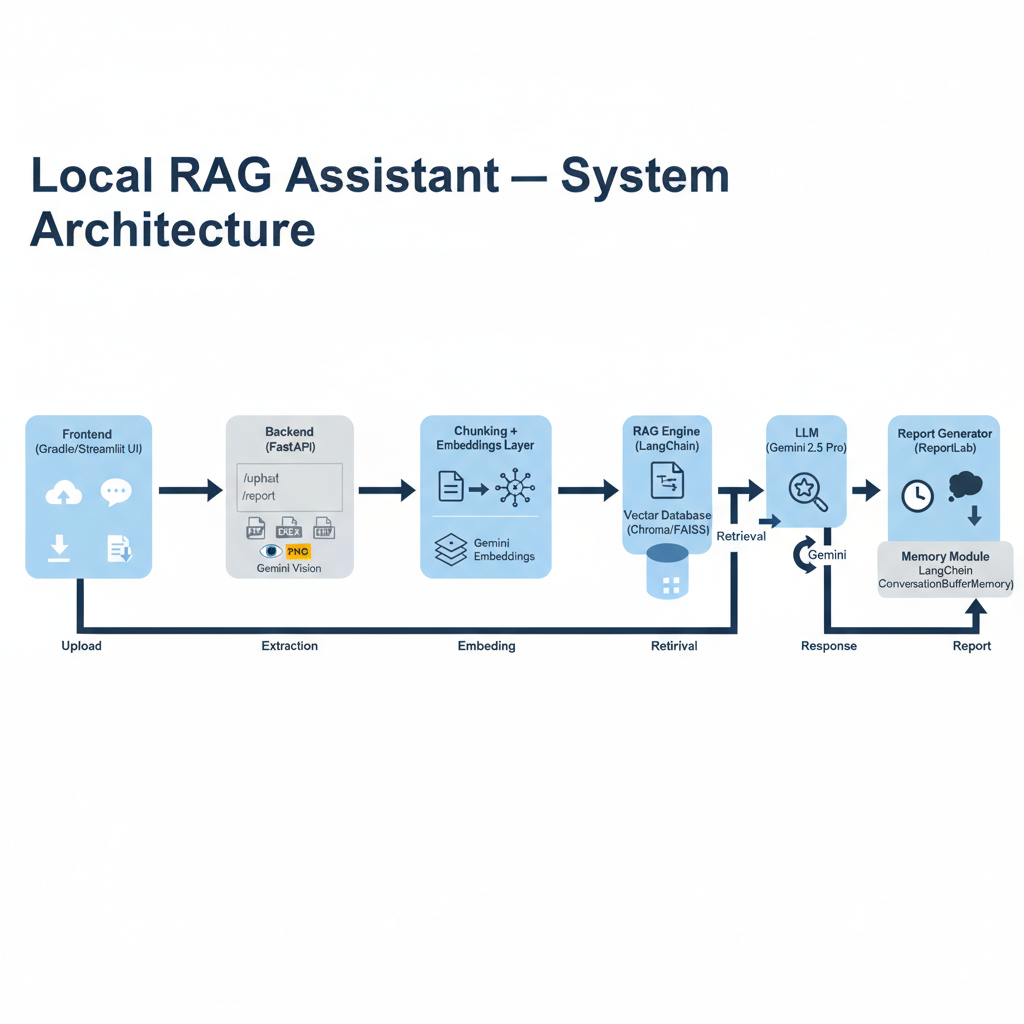 Local RAG Assistant — System
Architecture
Frontend
(Gradle/Streamlit UI)
Backend
(FastAPI)
/uphat
/report
PNG
Gemini Vision
Chunking +
Embeddings Layer
Gemini
Embeddings
RAG Engine
(LangChain)
Vectar Database
(Chroma/FAISS)
Retrieval
LLM
(Gemini 2.5 Pro)
Gemini
Report Generator
(ReportLab)
Memory Module
LangChein
ConversationBufferMemory)
Upload
Extraction
Embeding
Retirival
Response
Report